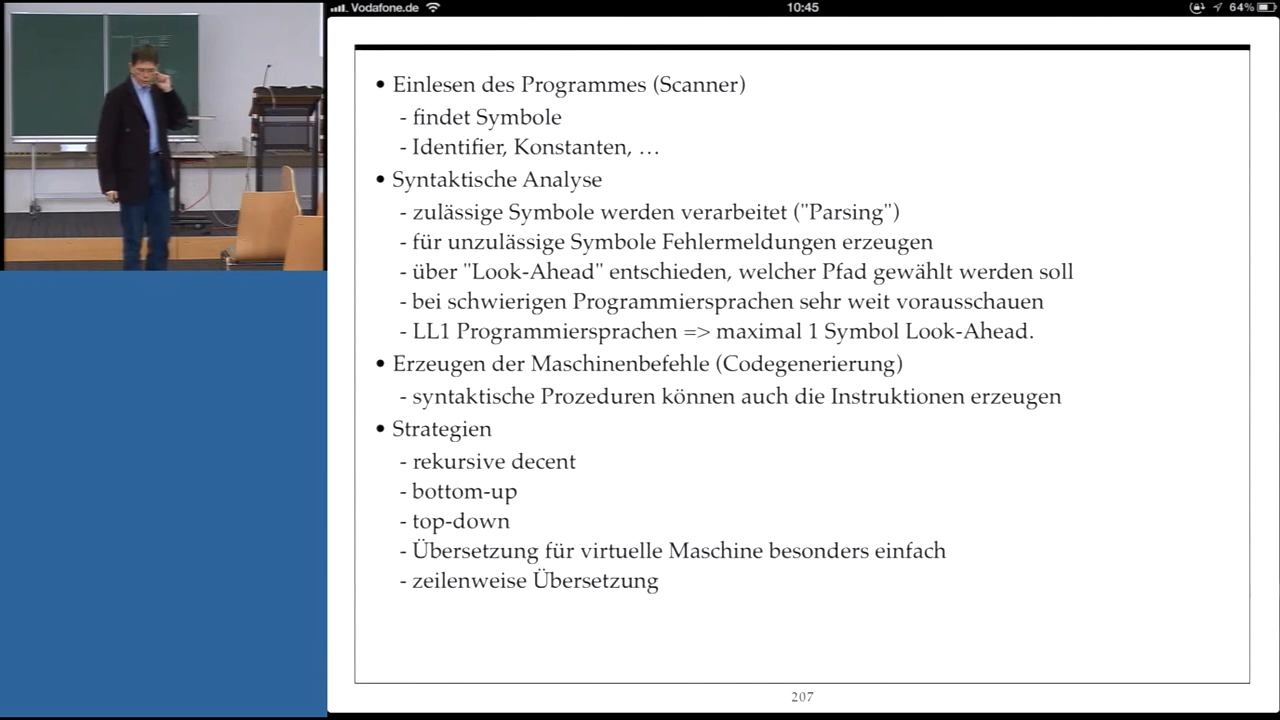 Vodafone.de
10:45
64%
• Einlesen des Programmes (Scanner)
- findet Symbole
- Identifier, Konstanten, …
• Syntaktische Analyse
- zulässige Symbole werden verarbeitet ("Parsing")
- für unzulässige Symbole Fehlermeldungen erzeugen
- über "Look-Ahead" entschieden, welcher Pfad gewählt werden soll
- bei schwierigen Programmiersprachen sehr weit vorausschauen
- LL1 Programmiersprachen => maximal 1 Symbol Look-Ahead.
• Erzeugen der Maschinenbefehle (Codegenerierung)
- syntaktische Prozeduren können auch die Instruktionen erzeugen
• Strategien
- rekursive decent
- bottom-up
- top-down
- Übersetzung für virtuelle Maschine besonders einfach
- zeilenweise Übersetzung
207